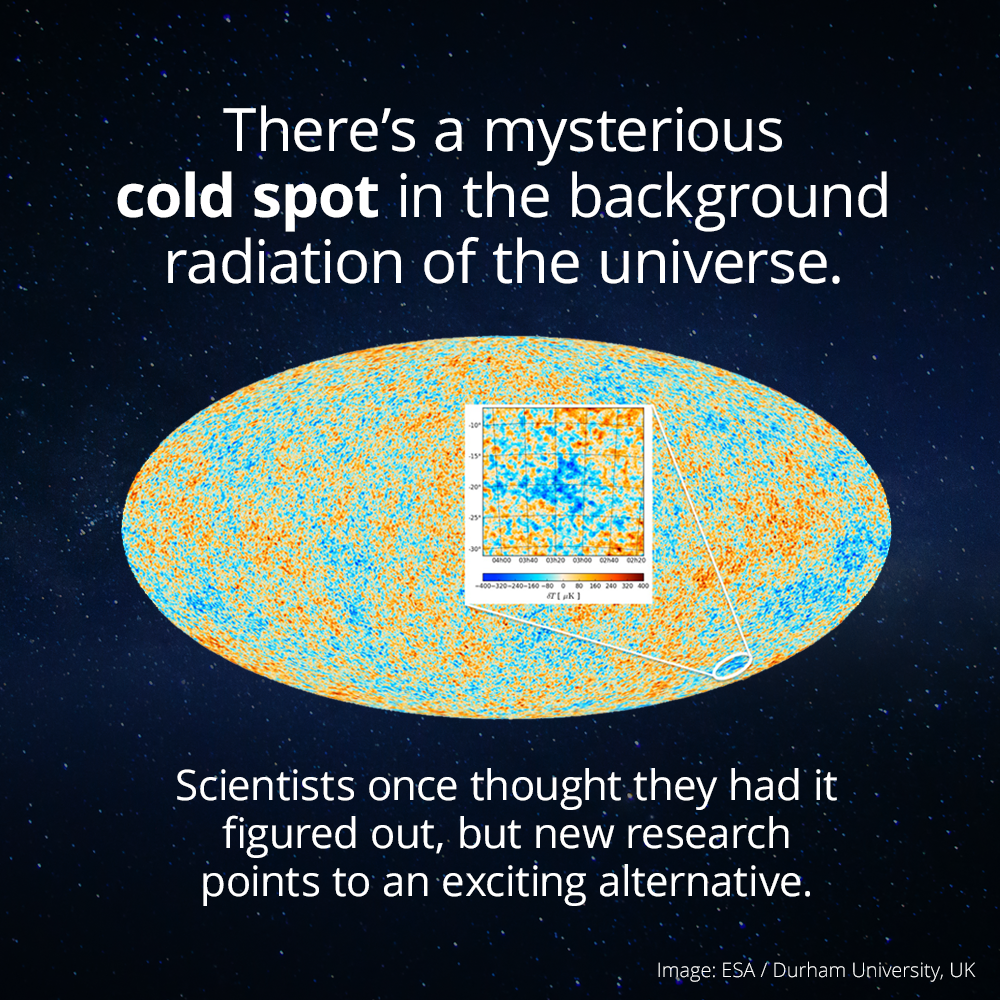 There’s a mysterious
cold spot in the background
radiation of the universe.
-10°
-15°
-20°
-25°
-30°
04h00 03h40 03h20 03h00 02h40 02h20
−400−320−240−160 −80 0 80 160 240 320 400
δT [ μK ]
Scientists once thought they had it
figured out, but new research
points to an exciting alternative.
Image: ESA / Durham University, UK